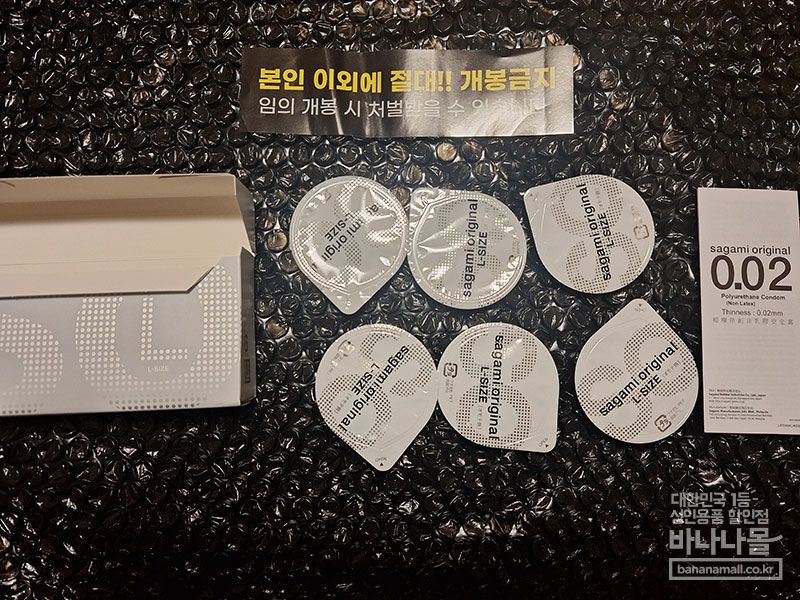 본인 이외에 절대!! 개봉금지
임의 개봉 시 처벌받을 수 있습니다
L-SIZE
sagami original
L-SIZE
sagami original
L-SIZE
sagami original
L-SIZE
sagami original
L-SIZE
sagami original
L-SIZE
sagami original
L-SIZE
sagami original
0.02
Polyurethane Condom
(Non Latex)
Thinness : 0.02mm
대한민국 1등
성인용품 할인점
바나나몰
bananamall.co.kr